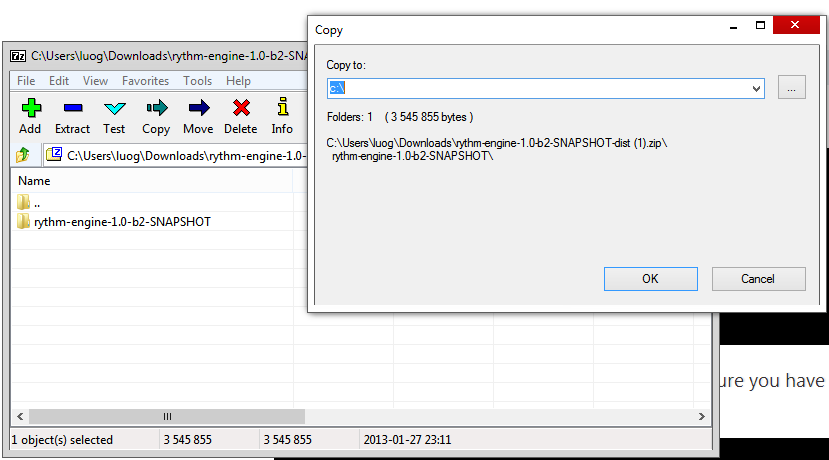 Copy
C:\Users\luog\Downloads\rythm-engine-1.0-b2-SNA
File Edit View Favorites Tools Help
Add Extract Test Copy Move Delete Info
C:\Users\luog\Downloads\rythm-engine-1.0-
Name
..
rythm-engine-1.0-b2-SNAPSHOT
Copy to:
c:\
...
Folders: 1 ( 3 545 855 bytes )
C:\Users\luog\Downloads\rythm-engine-1.0-b2-SNAPSHOT-dist (1).zip\
rythm-engine-1.0-b2-SNAPSHOT\
OK Cancel
ure you have
1 object(s) selected 3 545 855 3 545 855 2013-01-27 23:11